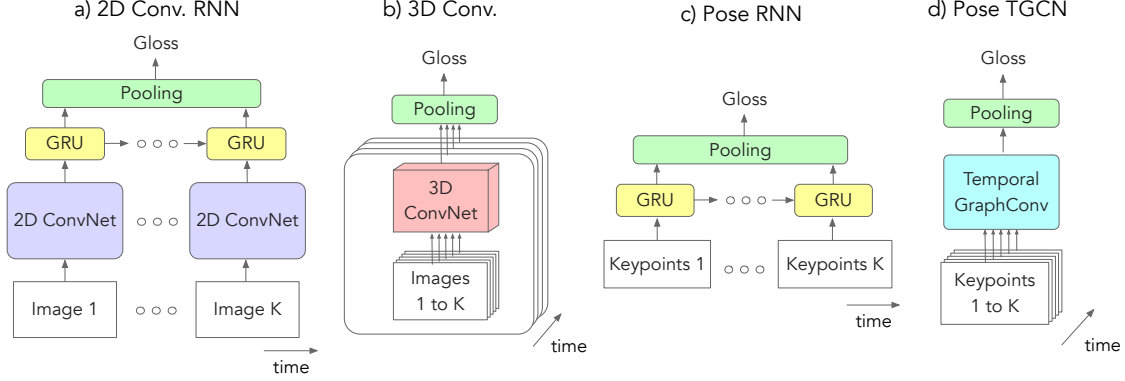 a) 2D Conv. RNN
Gloss
Pooling
GRU
GRU
2D ConvNet
2D ConvNet
Image 1
Image K
time
b) 3D Conv.
Gloss
Pooling
3D
ConvNet
Images
1 to K
time
c) Pose RNN
Gloss
Pooling
GRU
GRU
Keypoints 1
Keypoints K
time
d) Pose TGCN
Gloss
Pooling
Temporal
GraphConv
Keypoints
1 to K
time